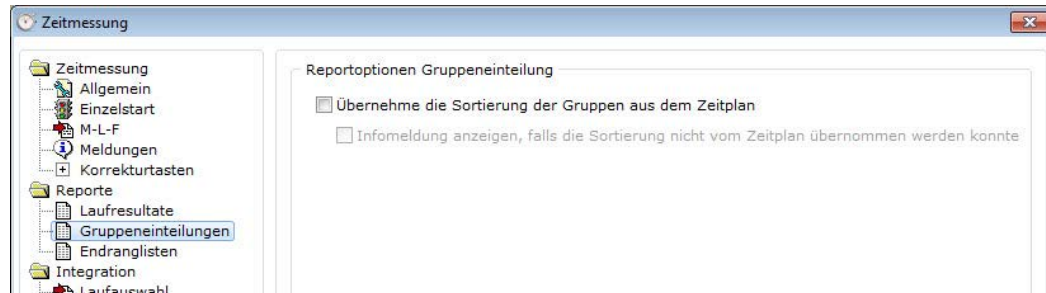 Zeitmessung
Zeitmessung
Allgemein
Einzelstart
M-L-F
Meldungen
Korrekturtasten
Reporte
Laufresultate
Gruppeneinteilungen
Endranglisten
Integration
Laufauswahl
Reportoptionen Gruppeneinteilung
Übernehme die Sortierung der Gruppen aus dem Zeitplan
Infomeldung anzeigen, falls die Sortierung nicht vom Zeitplan übernommen werden konnte